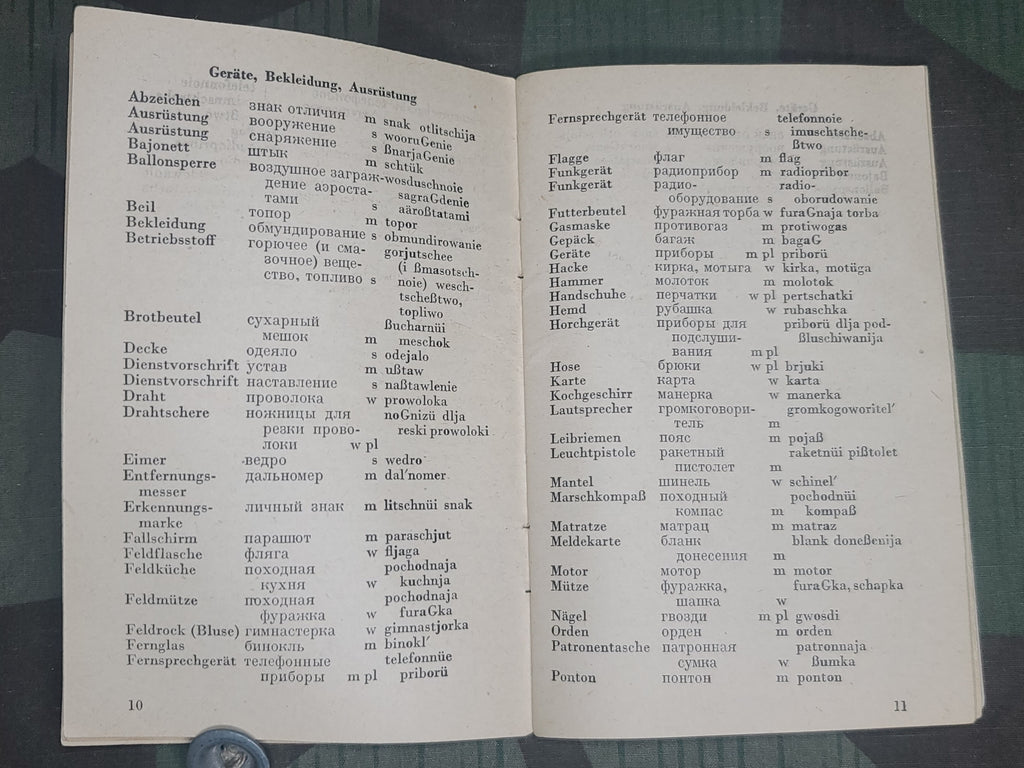 Geräte, Bekleidung, Ausrüstung
Abzeichen знак отличия m snak otlitschija
Ausrüstung вооружение s wooruGenie
Ausrüstung снаряжение s ßnarjaGenie
Bajonett штык m schtük
Ballonsperre воздушное заграж- wosduschnoie
дение аэроста- sagraGdenie
тами s aäroßtatami
Beil топор m topor
Bekleidung обмундирование s obmundirowanie
Betriebsstoff горючее (и сма- gorjutschee
зочное) веще- (i ßmasotsch-
ство, топливо s noie) wesch-
tscheßtwo,
topliwo
Brotbeutel сухарный ßucharnüi
мешок m meschok
Decke одеяло s odejalo
Dienstvorschrift устав m ußtaw
Dienstvorschrift наставление s naßtawlenie
Draht проволока w prowoloka
Drahtschere ножницы для noGnizü dlja
резки прово- reski prowoloki
локи w pl
Eimer ведро s wedro
Entfernungs- дальномер m dal'nomer
messer
Erkennungs- личный знак m litschnüi snak
marke
Fallschirm парашют m paraschjut
Feldflasche фляга w fljaga
Feldküche походная pochodnaja
кухня w kuchnja
Feldmütze походная pochodnaja
фуражка w furaGka
Feldrock (Bluse) гимнастерка w gimnastjorka
Fernglas бинокль m binokl'
Fernsprechgerät телефонные telefonnüe
приборы m pl priborü
10
Fernsprechgerät телефонное telefonnoie
имущество s imuschtsche-
ßtwo
Flagge флаг m flag
Funkgerät радиоприбор m radiopribor
Funkgerät радио- radio-
оборудование s oborudowanie
Futterbeutel фуражная торба w furaGnaja torba
Gasmaske противогаз m protiwogas
Gepäck багаж m bagaG
Geräte приборы m pl priborü
Hacke кирка, мотыга w kirka, motüga
Hammer молоток m molotok
Handschuhe перчатки w pl pertschatki
Hemd рубашка w rubaschka
Horchgerät приборы для priborü dlja pod-
подслуши- ßluschiwanija
вания m pl
Hose брюки w pl brjuki
Karte карта w karta
Kochgeschirr манерка w manerka
Lautsprecher громкоговори- gromkogoworitel'
тель m
Leibriemen пояс m pojaß
Leuchtpistole ракетный raketnüi pißtolet
пистолет m
Mantel шинель w schinel'
Marschkompaß походный pochodnüi
компас m kompaß
Matratze матрац m matraz
Meldekarte бланк blank doneßenija
донесения m
Motor мотор m motor
Mütze фуражка, furaGka, schapka
шапка w
Nägel гвозди m pl gwosdi
Orden орден m orden
Patronentasche патронная patronnaja
сумка w ßumka
Ponton понтон m ponton
11